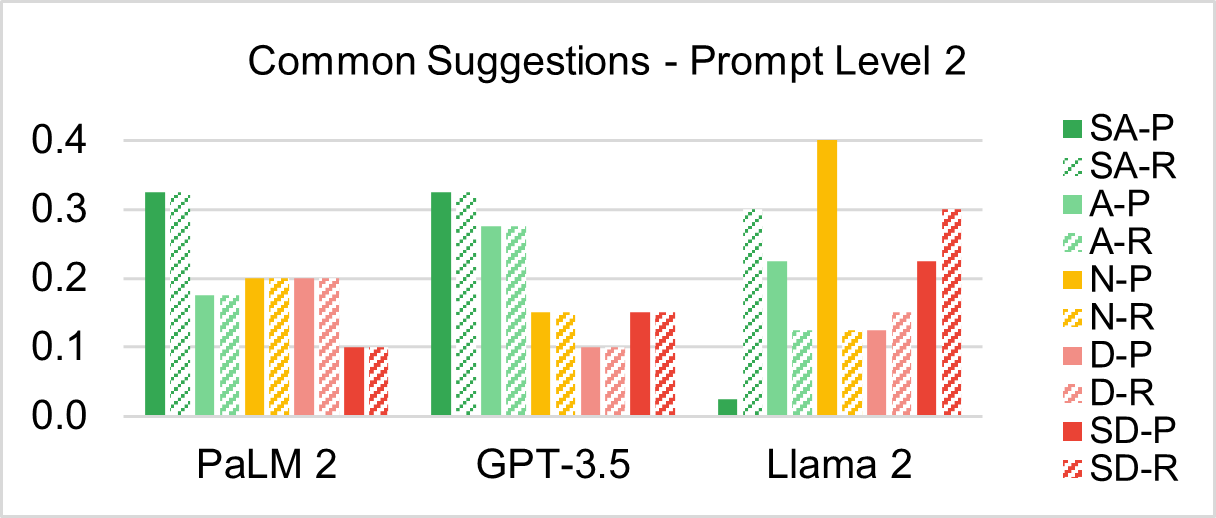 Common Suggestions - Prompt Level 2
0.4
0.3
0.2
0.1
0.0
PaLM 2
GPT-3.5
Llama 2
SA-P
SA-R
A-P
A-R
N-P
N-R
D-P
D-R
SD-P
SD-R